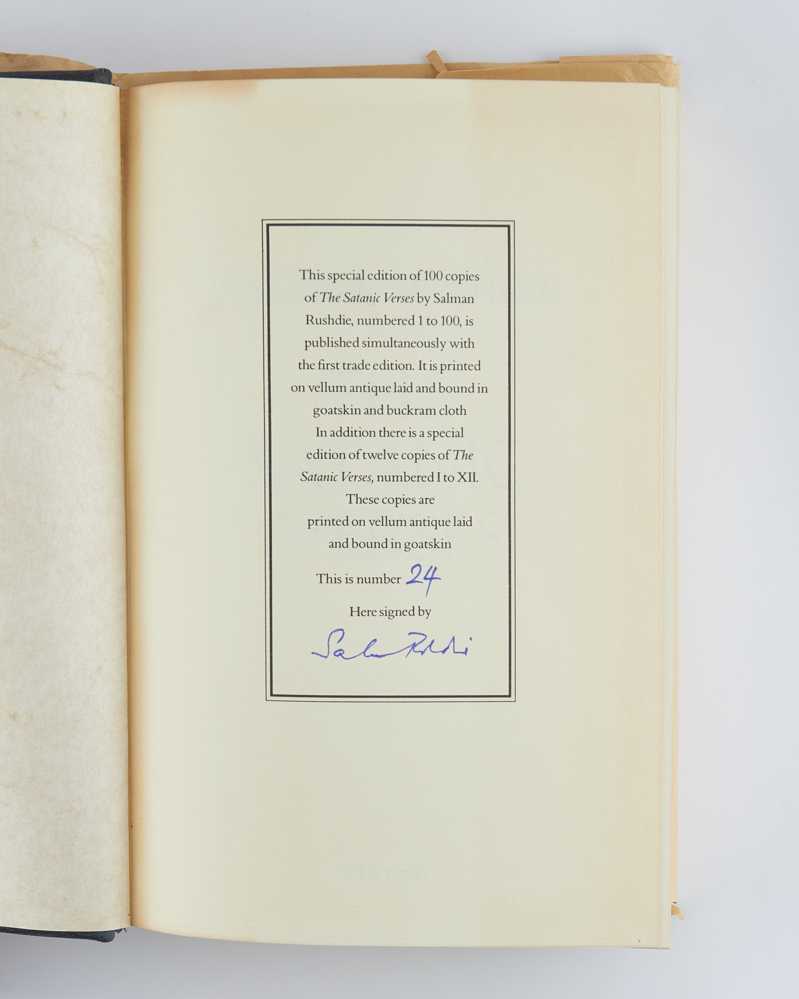 This special edition of 100 copies
of The Satanic Verses by Salman
Rushdie, numbered 1 to 100, is
published simultaneously with
the first trade edition. It is printed
on vellum antique laid and bound in
goatskin and buckram cloth
In addition there is a special
edition of twelve copies of The
Satanic Verses, numbered I to XII.
These copies are
printed on vellum antique laid
and bound in goatskin
This is number 24
Here signed by
Salman Rushdie